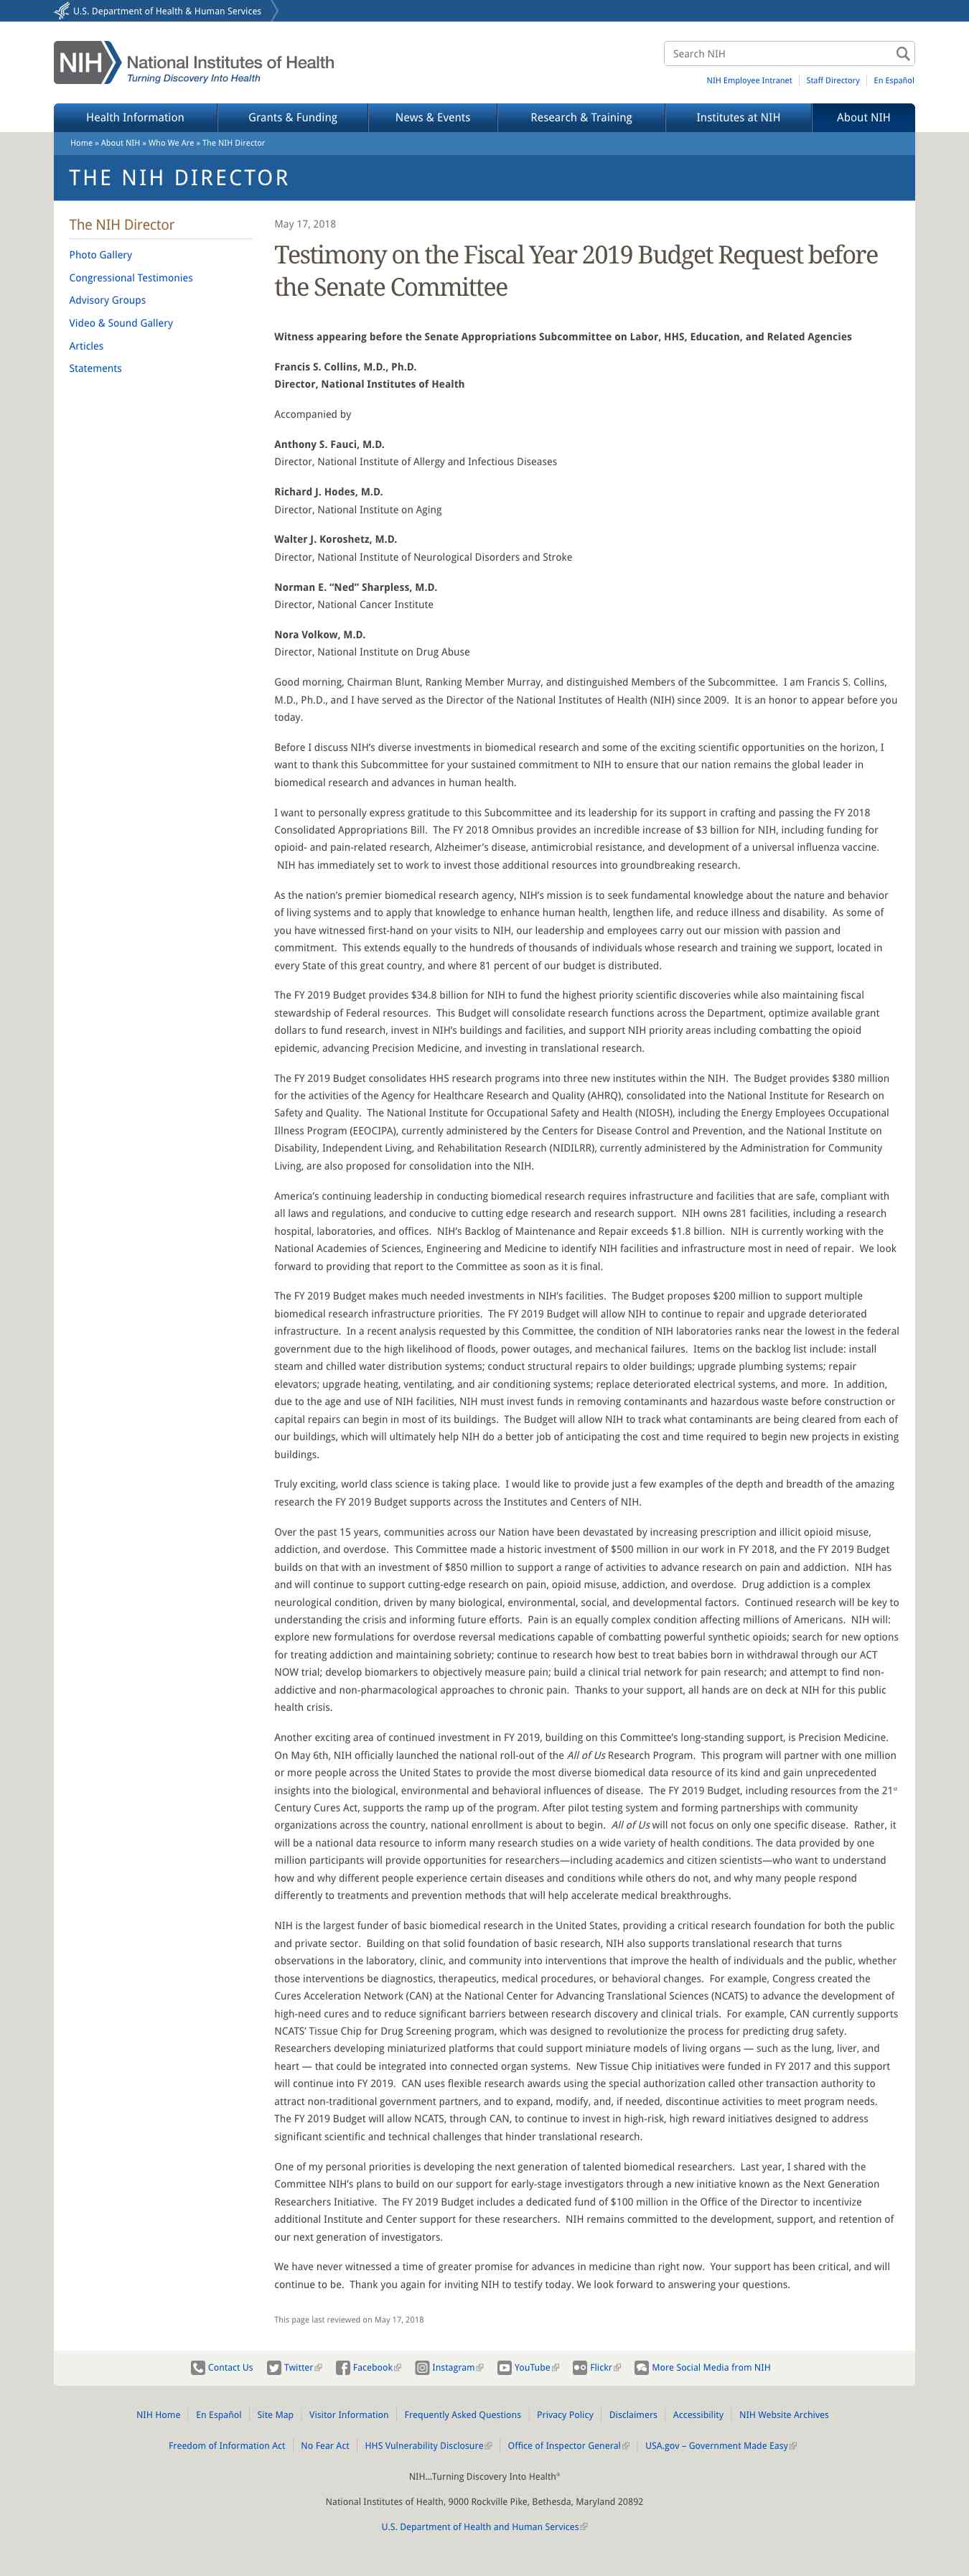 U.S. Department of Health & Human Services
NIH National Institutes of Health
Turning Discovery Into Health
Search NIH
NIH Employee Intranet Staff Directory En Español
Health Information Grants & Funding News & Events Research & Training Institutes at NIH About NIH
Home » About NIH » Who We Are » The NIH Director
THE NIH DIRECTOR
The NIH Director
Photo Gallery
Congressional Testimonies
Advisory Groups
Video & Sound Gallery
Articles
Statements
May 17, 2018
Testimony on the Fiscal Year 2019 Budget Request before
the Senate Committee
Witness appearing before the Senate Appropriations Subcommittee on Labor, HHS, Education, and Related Agencies
Francis S. Collins, M.D., Ph.D.
Director, National Institutes of Health
Accompanied by
Anthony S. Fauci, M.D.
Director, National Institute of Allergy and Infectious Diseases
Richard J. Hodes, M.D.
Director, National Institute on Aging
Walter J. Koroshetz, M.D.
Director, National Institute of Neurological Disorders and Stroke
Norman E. “Ned” Sharpless, M.D.
Director, National Cancer Institute
Nora Volkow, M.D.
Director, National Institute on Drug Abuse
Good morning, Chairman Blunt, Ranking Member Murray, and distinguished Members of the Subcommittee. I am Francis S. Collins,
M.D., Ph.D., and I have served as the Director of the National Institutes of Health (NIH) since 2009. It is an honor to appear before you
today.
Before I discuss NIH’s diverse investments in biomedical research and some of the exciting scientific opportunities on the horizon, I
want to thank this Subcommittee for your sustained commitment to NIH to ensure that our nation remains the global leader in
biomedical research and advances in human health.
I want to personally express gratitude to this Subcommittee and its leadership for its support in crafting and passing the FY 2018
Consolidated Appropriations Bill. The FY 2018 Omnibus provides an incredible increase of $3 billion for NIH, including funding for
opioid- and pain-related research, Alzheimer’s disease, antimicrobial resistance, and development of a universal influenza vaccine.
NIH has immediately set to work to invest those additional resources into groundbreaking research.
As the nation’s premier biomedical research agency, NIH’s mission is to seek fundamental knowledge about the nature and behavior
of living systems and to apply that knowledge to enhance human health, lengthen life, and reduce illness and disability. As some of
you have witnessed first-hand on your visits to NIH, our leadership and employees carry out our mission with passion and
commitment. This extends equally to the hundreds of thousands of individuals whose research and training we support, located in
every State of this great country, and where 81 percent of our budget is distributed.
The FY 2019 Budget provides $34.8 billion for NIH to fund the highest priority scientific discoveries while also maintaining fiscal
stewardship of Federal resources. This Budget will consolidate research functions across the Department, optimize available grant
dollars to fund research, invest in NIH’s buildings and facilities, and support NIH priority areas including combatting the opioid
epidemic, advancing Precision Medicine, and investing in translational research.
The FY 2019 Budget consolidates HHS research programs into three new institutes within the NIH. The Budget provides $380 million
for the activities of the Agency for Healthcare Research and Quality (AHRQ), consolidated into the National Institute for Research on
Safety and Quality. The National Institute for Occupational Safety and Health (NIOSH), including the Energy Employees Occupational
Illness Program (EEOCIPA), currently administered by the Centers for Disease Control and Prevention, and the National Institute on
Disability, Independent Living, and Rehabilitation Research (NIDILRR), currently administered by the Administration for Community
Living, are also proposed for consolidation into the NIH.
America’s continuing leadership in conducting biomedical research requires infrastructure and facilities that are safe, compliant with
all laws and regulations, and conducive to cutting edge research and research support. NIH owns 281 facilities, including a research
hospital, laboratories, and offices. NIH’s Backlog of Maintenance and Repair exceeds $1.8 billion. NIH is currently working with the
National Academies of Sciences, Engineering and Medicine to identify NIH facilities and infrastructure most in need of repair. We look
forward to providing that report to the Committee as soon as it is final.
The FY 2019 Budget makes much needed investments in NIH’s facilities. The Budget proposes $200 million to support multiple
biomedical research infrastructure priorities. The FY 2019 Budget will allow NIH to continue to repair and upgrade deteriorated
infrastructure. In a recent analysis requested by this Committee, the condition of NIH laboratories ranks near the lowest in the federal
government due to the high likelihood of floods, power outages, and mechanical failures. Items on the backlog list include: install
steam and chilled water distribution systems; conduct structural repairs to older buildings; upgrade plumbing systems; repair
elevators; upgrade heating, ventilating, and air conditioning systems; replace deteriorated electrical systems, and more. In addition,
due to the age and use of NIH facilities, NIH must invest funds in removing contaminants and hazardous waste before construction or
capital repairs can begin in most of its buildings. The Budget will allow NIH to track what contaminants are being cleared from each of
our buildings, which will ultimately help NIH do a better job of anticipating the cost and time required to begin new projects in existing
buildings.
Truly exciting, world class science is taking place. I would like to provide just a few examples of the depth and breadth of the amazing
research the FY 2019 Budget supports across the Institutes and Centers of NIH.
Over the past 15 years, communities across our Nation have been devastated by increasing prescription and illicit opioid misuse,
addiction, and overdose. This Committee made a historic investment of $500 million in our work in FY 2018, and the FY 2019 Budget
builds on that with an investment of $850 million to support a range of activities to advance research on pain and addiction. NIH has
and will continue to support cutting-edge research on pain, opioid misuse, addiction, and overdose. Drug addiction is a complex
neurological condition, driven by many biological, environmental, social, and developmental factors. Continued research will be key to
understanding the crisis and informing future efforts. Pain is an equally complex condition affecting millions of Americans. NIH will:
explore new formulations for overdose reversal medications capable of combatting powerful synthetic opioids; search for new options
for treating addiction and maintaining sobriety; continue to research how best to treat babies born in withdrawal through our ACT
NOW trial; develop biomarkers to objectively measure pain; build a clinical trial network for pain research; and attempt to find non-
addictive and non-pharmacological approaches to chronic pain. Thanks to your support, all hands are on deck at NIH for this public
health crisis.
Another exciting area of continued investment in FY 2019, building on this Committee’s long-standing support, is Precision Medicine.
On May 6th, NIH officially launched the national roll-out of the All of Us Research Program. This program will partner with one million
or more people across the United States to provide the most diverse biomedical data resource of its kind and gain unprecedented
insights into the biological, environmental and behavioral influences of disease. The FY 2019 Budget, including resources from the 21st
Century Cures Act, supports the ramp up of the program. After pilot testing system and forming partnerships with community
organizations across the country, national enrollment is about to begin. All of Us will not focus on only one specific disease. Rather, it
will be a national data resource to inform many research studies on a wide variety of health conditions. The data provided by one
million participants will provide opportunities for researchers—including academics and citizen scientists—who want to understand
how and why different people experience certain diseases and conditions while others do not, and why many people respond
differently to treatments and prevention methods that will help accelerate medical breakthroughs.
NIH is the largest funder of basic biomedical research in the United States, providing a critical research foundation for both the public
and private sector. Building on that solid foundation of basic research, NIH also supports translational research that turns
observations in the laboratory, clinic, and community into interventions that improve the health of individuals and the public, whether
those interventions be diagnostics, therapeutics, medical procedures, or behavioral changes. For example, Congress created the
Cures Acceleration Network (CAN) at the National Center for Advancing Translational Sciences (NCATS) to advance the development of
high-need cures and to reduce significant barriers between research discovery and clinical trials. For example, CAN currently supports
NCATS’ Tissue Chip for Drug Screening program, which was designed to revolutionize the process for predicting drug safety.
Researchers developing miniaturized platforms that could support miniature models of living organs — such as the lung, liver, and
heart — that could be integrated into connected organ systems. New Tissue Chip initiatives were funded in FY 2017 and this support
will continue into FY 2019. CAN uses flexible research awards using the special authorization called other transaction authority to
attract non-traditional government partners, and to expand, modify, and, if needed, discontinue activities to meet program needs.
The FY 2019 Budget will allow NCATS, through CAN, to continue to invest in high-risk, high reward initiatives designed to address
significant scientific and technical challenges that hinder translational research.
One of my personal priorities is developing the next generation of talented biomedical researchers. Last year, I shared with the
Committee NIH’s plans to build on our support for early-stage investigators through a new initiative known as the Next Generation
Researchers Initiative. The FY 2019 Budget includes a dedicated fund of $100 million in the Office of the Director to incentivize
additional Institute and Center support for these researchers. NIH remains committed to the development, support, and retention of
our next generation of investigators.
We have never witnessed a time of greater promise for advances in medicine than right now. Your support has been critical, and will
continue to be. Thank you again for inviting NIH to testify today. We look forward to answering your questions.
This page last reviewed on May 17, 2018
Contact Us Twitter Facebook Instagram YouTube Flickr More Social Media from NIH
NIH Home En Español Site Map Visitor Information Frequently Asked Questions Privacy Policy Disclaimers Accessibility NIH Website Archives
Freedom of Information Act No Fear Act HHS Vulnerability Disclosure Office of Inspector General USA.gov – Government Made Easy
NIH…Turning Discovery Into Health®
National Institutes of Health, 9000 Rockville Pike, Bethesda, Maryland 20892
U.S. Department of Health and Human Services